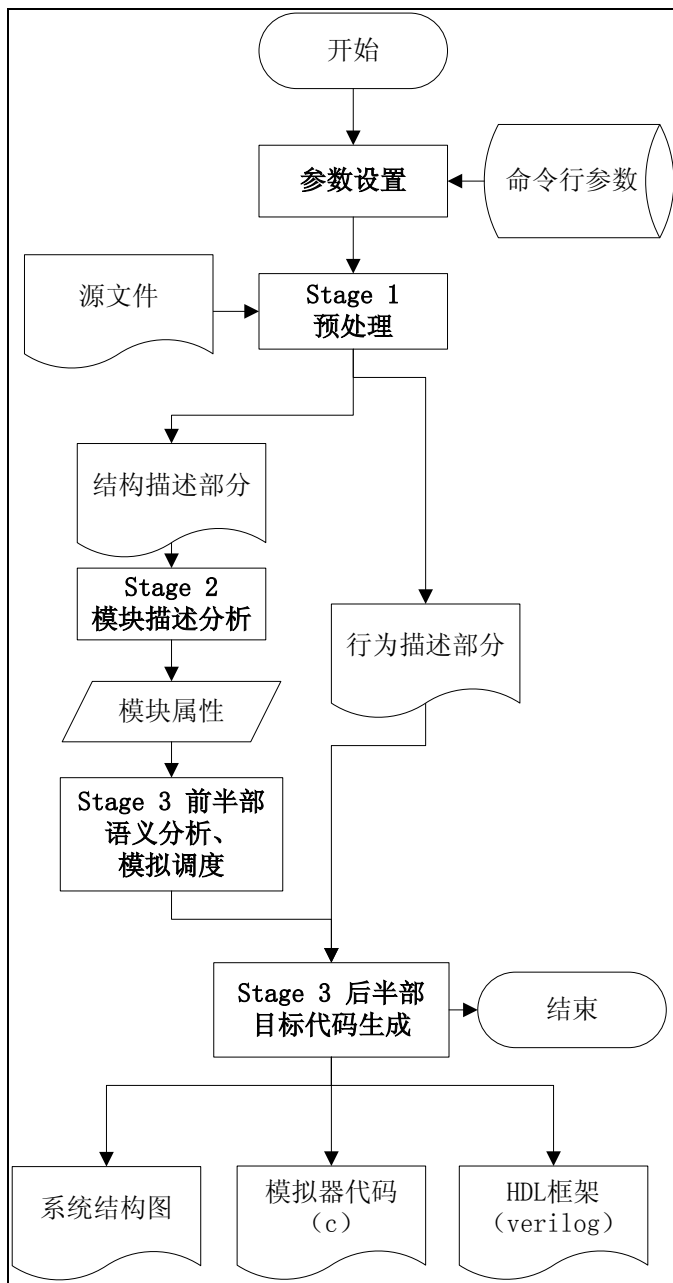 开始
参数设置
命令行参数
源文件
Stage 1
预处理
结构描述部分
Stage 2
模块描述分析
行为描述部分
模块属性
Stage 3 前半部
语义分析、
模拟调度
Stage 3 后半部
目标代码生成
结束
系统结构图
模拟器代码
（c）
HDL框架
（verilog）